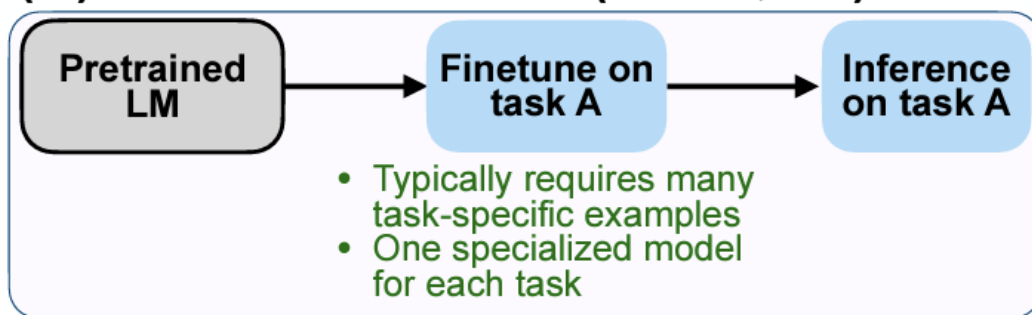 Pretrained
LM
Finetune on
task A
Inference
on task A
• Typically requires many
task-specific examples
• One specialized model
for each task